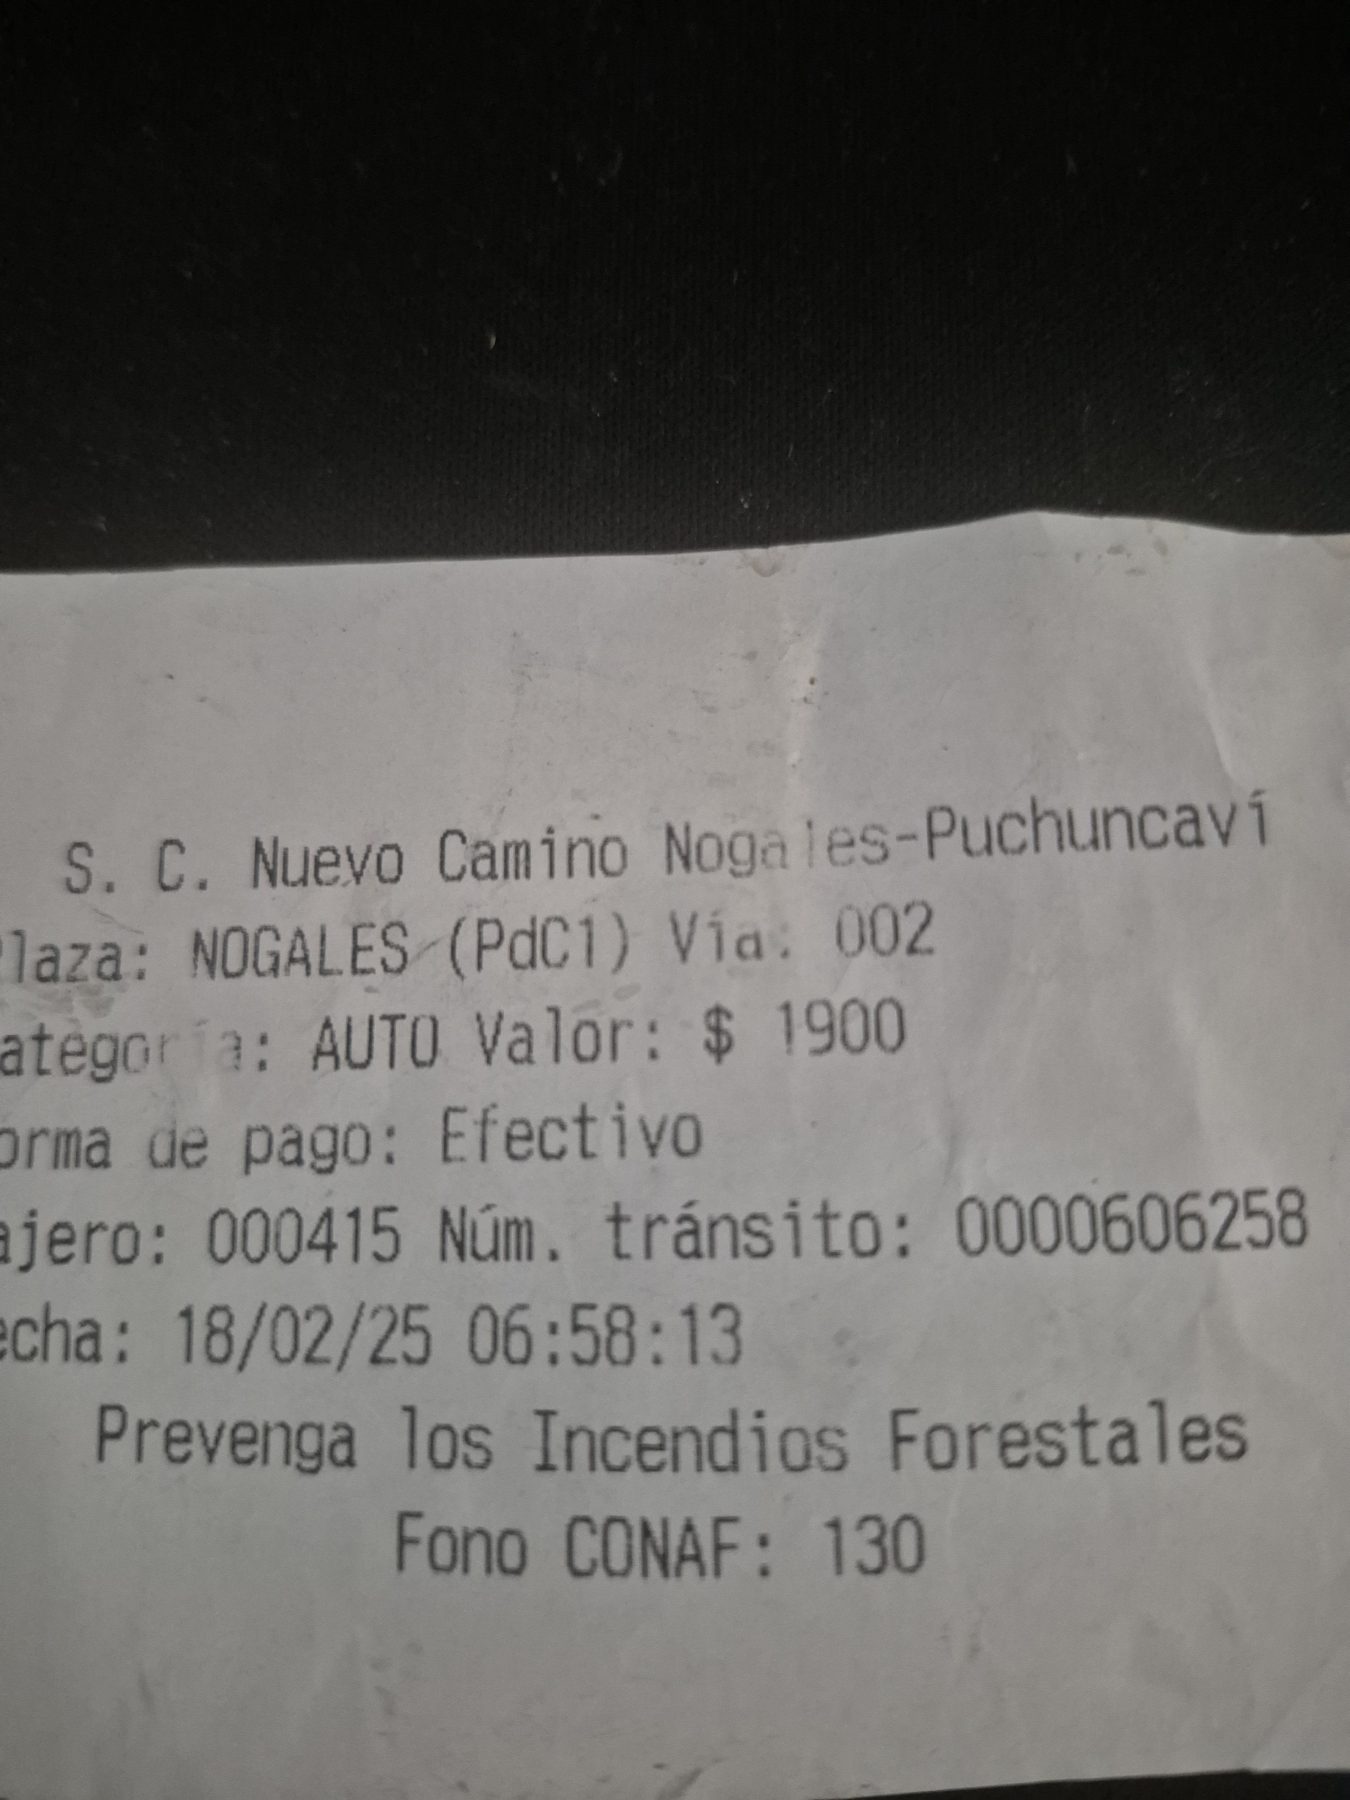 S. C. Nuevo Camino Nogales-Puchuncaví
laza: NOGALES (PdC1) Vía: 002
ategoría: AUTO Valor: $ 1900
orma de pago: Efectivo
ajero: 000415 Núm. tránsito: 0000606258
echa: 18/02/25 06:58:13
Prevenga los Incendios Forestales
Fono CONAF: 130